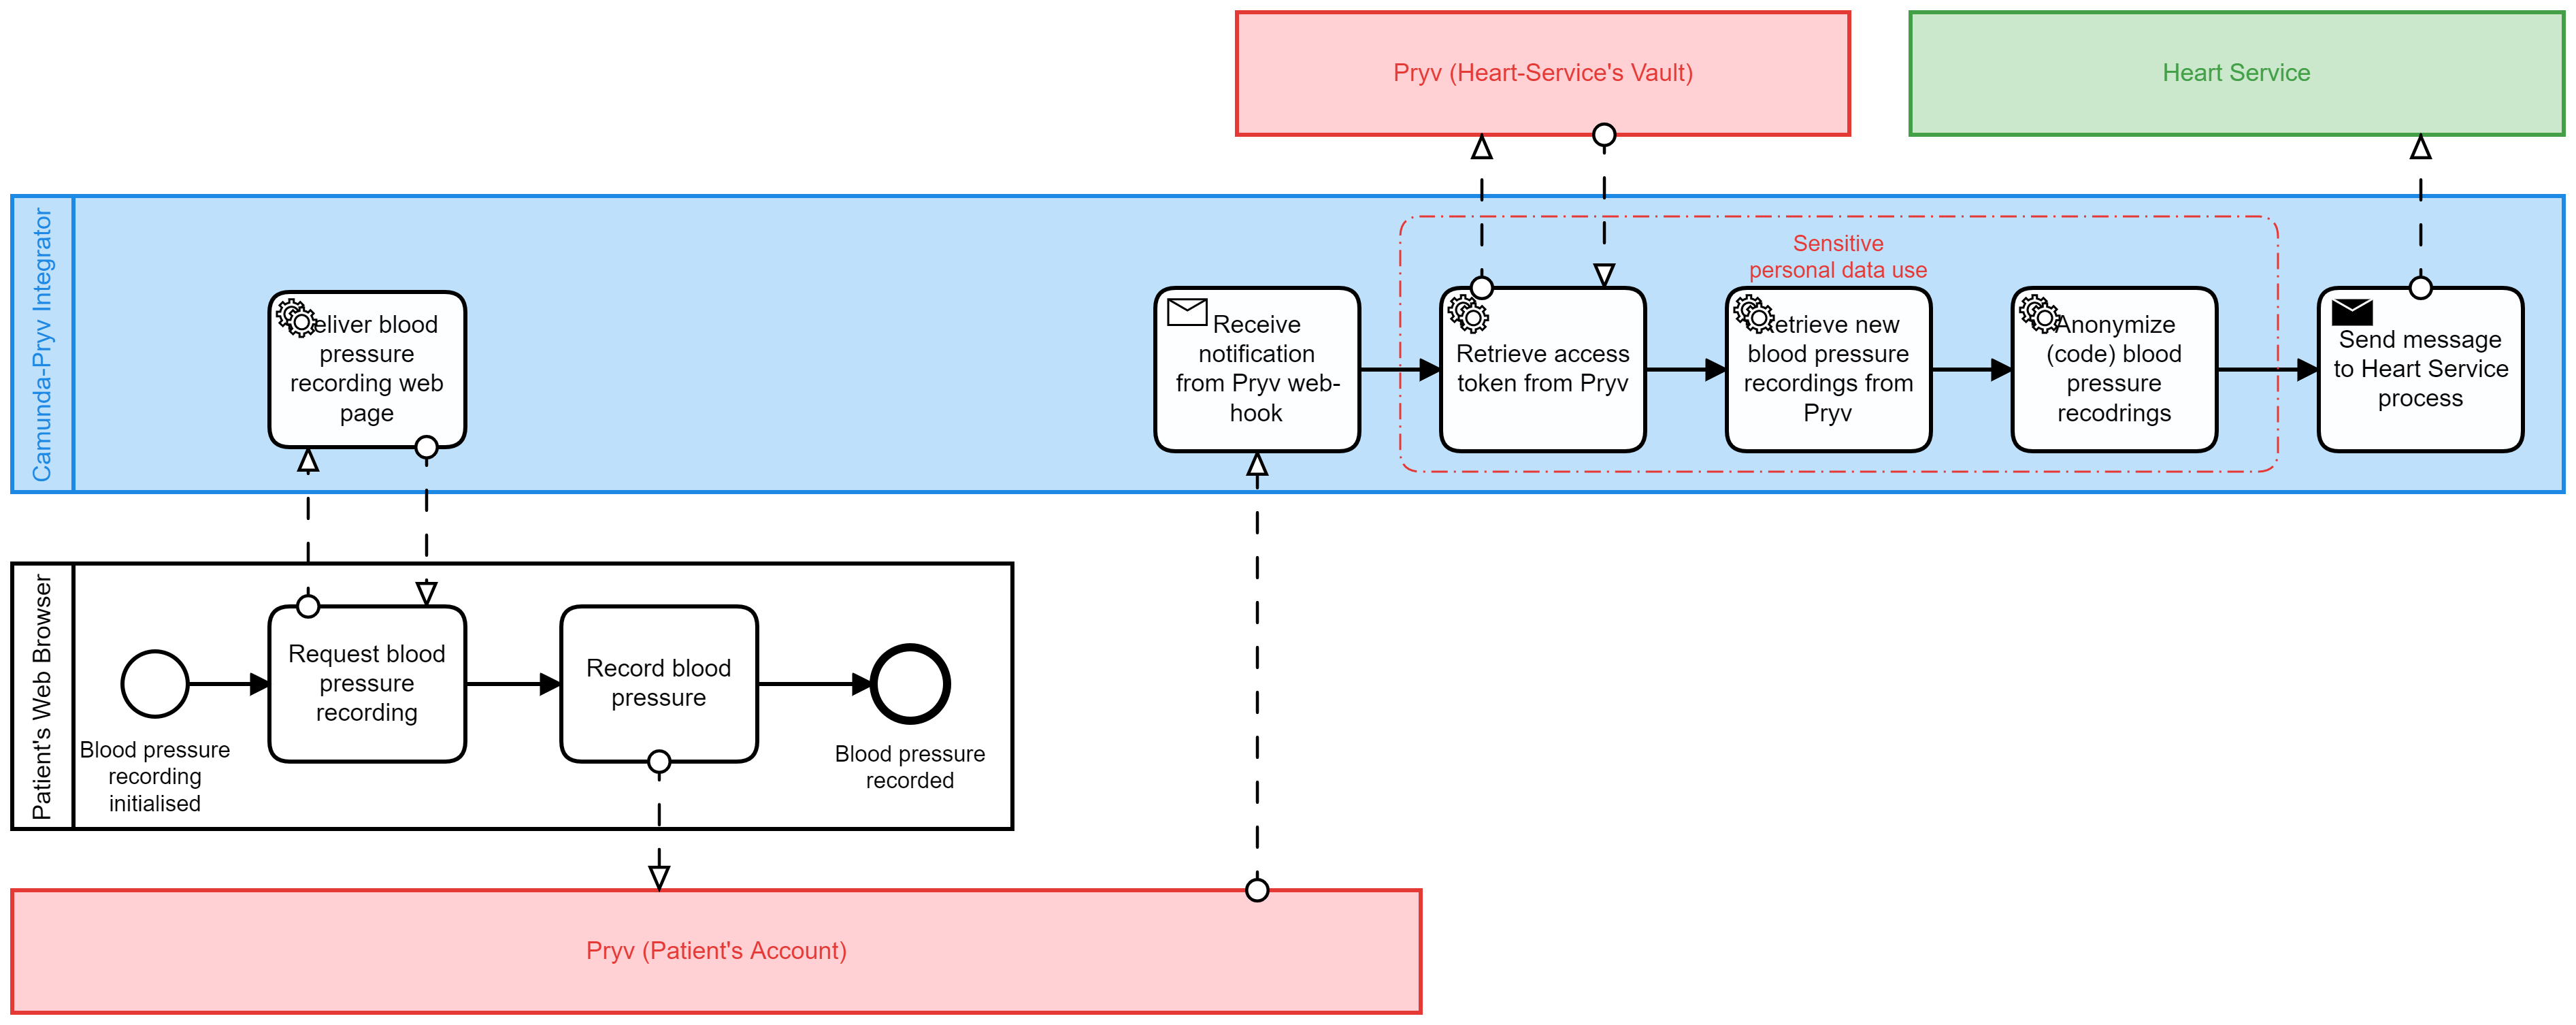 Pryv (Heart-Service's Vault)
Heart Service
Camunda-Pryv Integrator
Sensitive
personal data use
eliver blood
pressure
recording web
page
Receive
notification
from Pryv web-
hook
Retrieve access
token from Pryv
etrieve new
blood pressure
recordings from
Pryv
Anonymize
(code) blood
pressure
recodrings
Send message
to Heart Service
process
Patient's Web Browser
Blood pressure
recording
initialised
Request blood
pressure
recording
Record blood
pressure
Blood pressure
recorded
Pryv (Patient's Account)